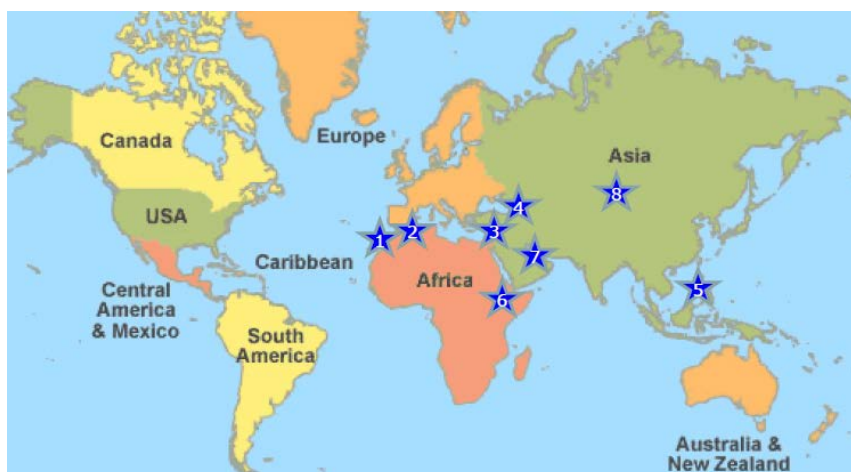 Canada
Europe
Asia
USA
8
4
1
2
3
Caribbean
7
Africa
5
Central
America
& Mexico
6
South
America
Australia &
New Zealand